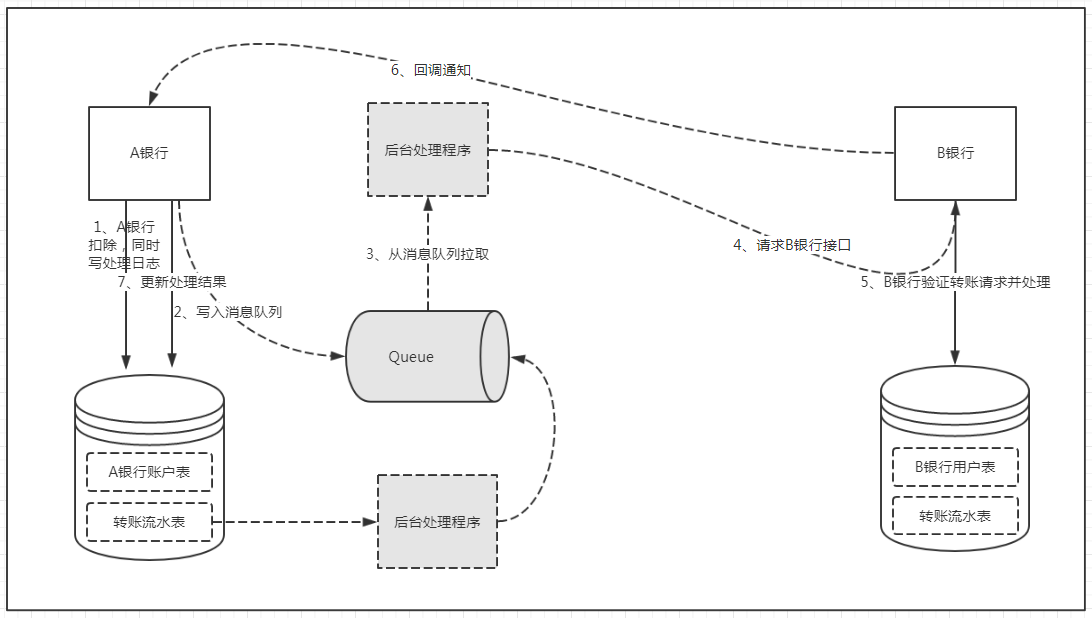 6、回调通知
A银行
后台处理程序
B银行
1、A银行
扣除，同时
写处理日志
7、更新处理结果
2、写入消息队列
3、从消息队列拉取
4、请求B银行接口
5、B银行验证转账请求并处理
Queue
A银行账户表
转账流水表
后台处理程序
B银行用户表
转账流水表